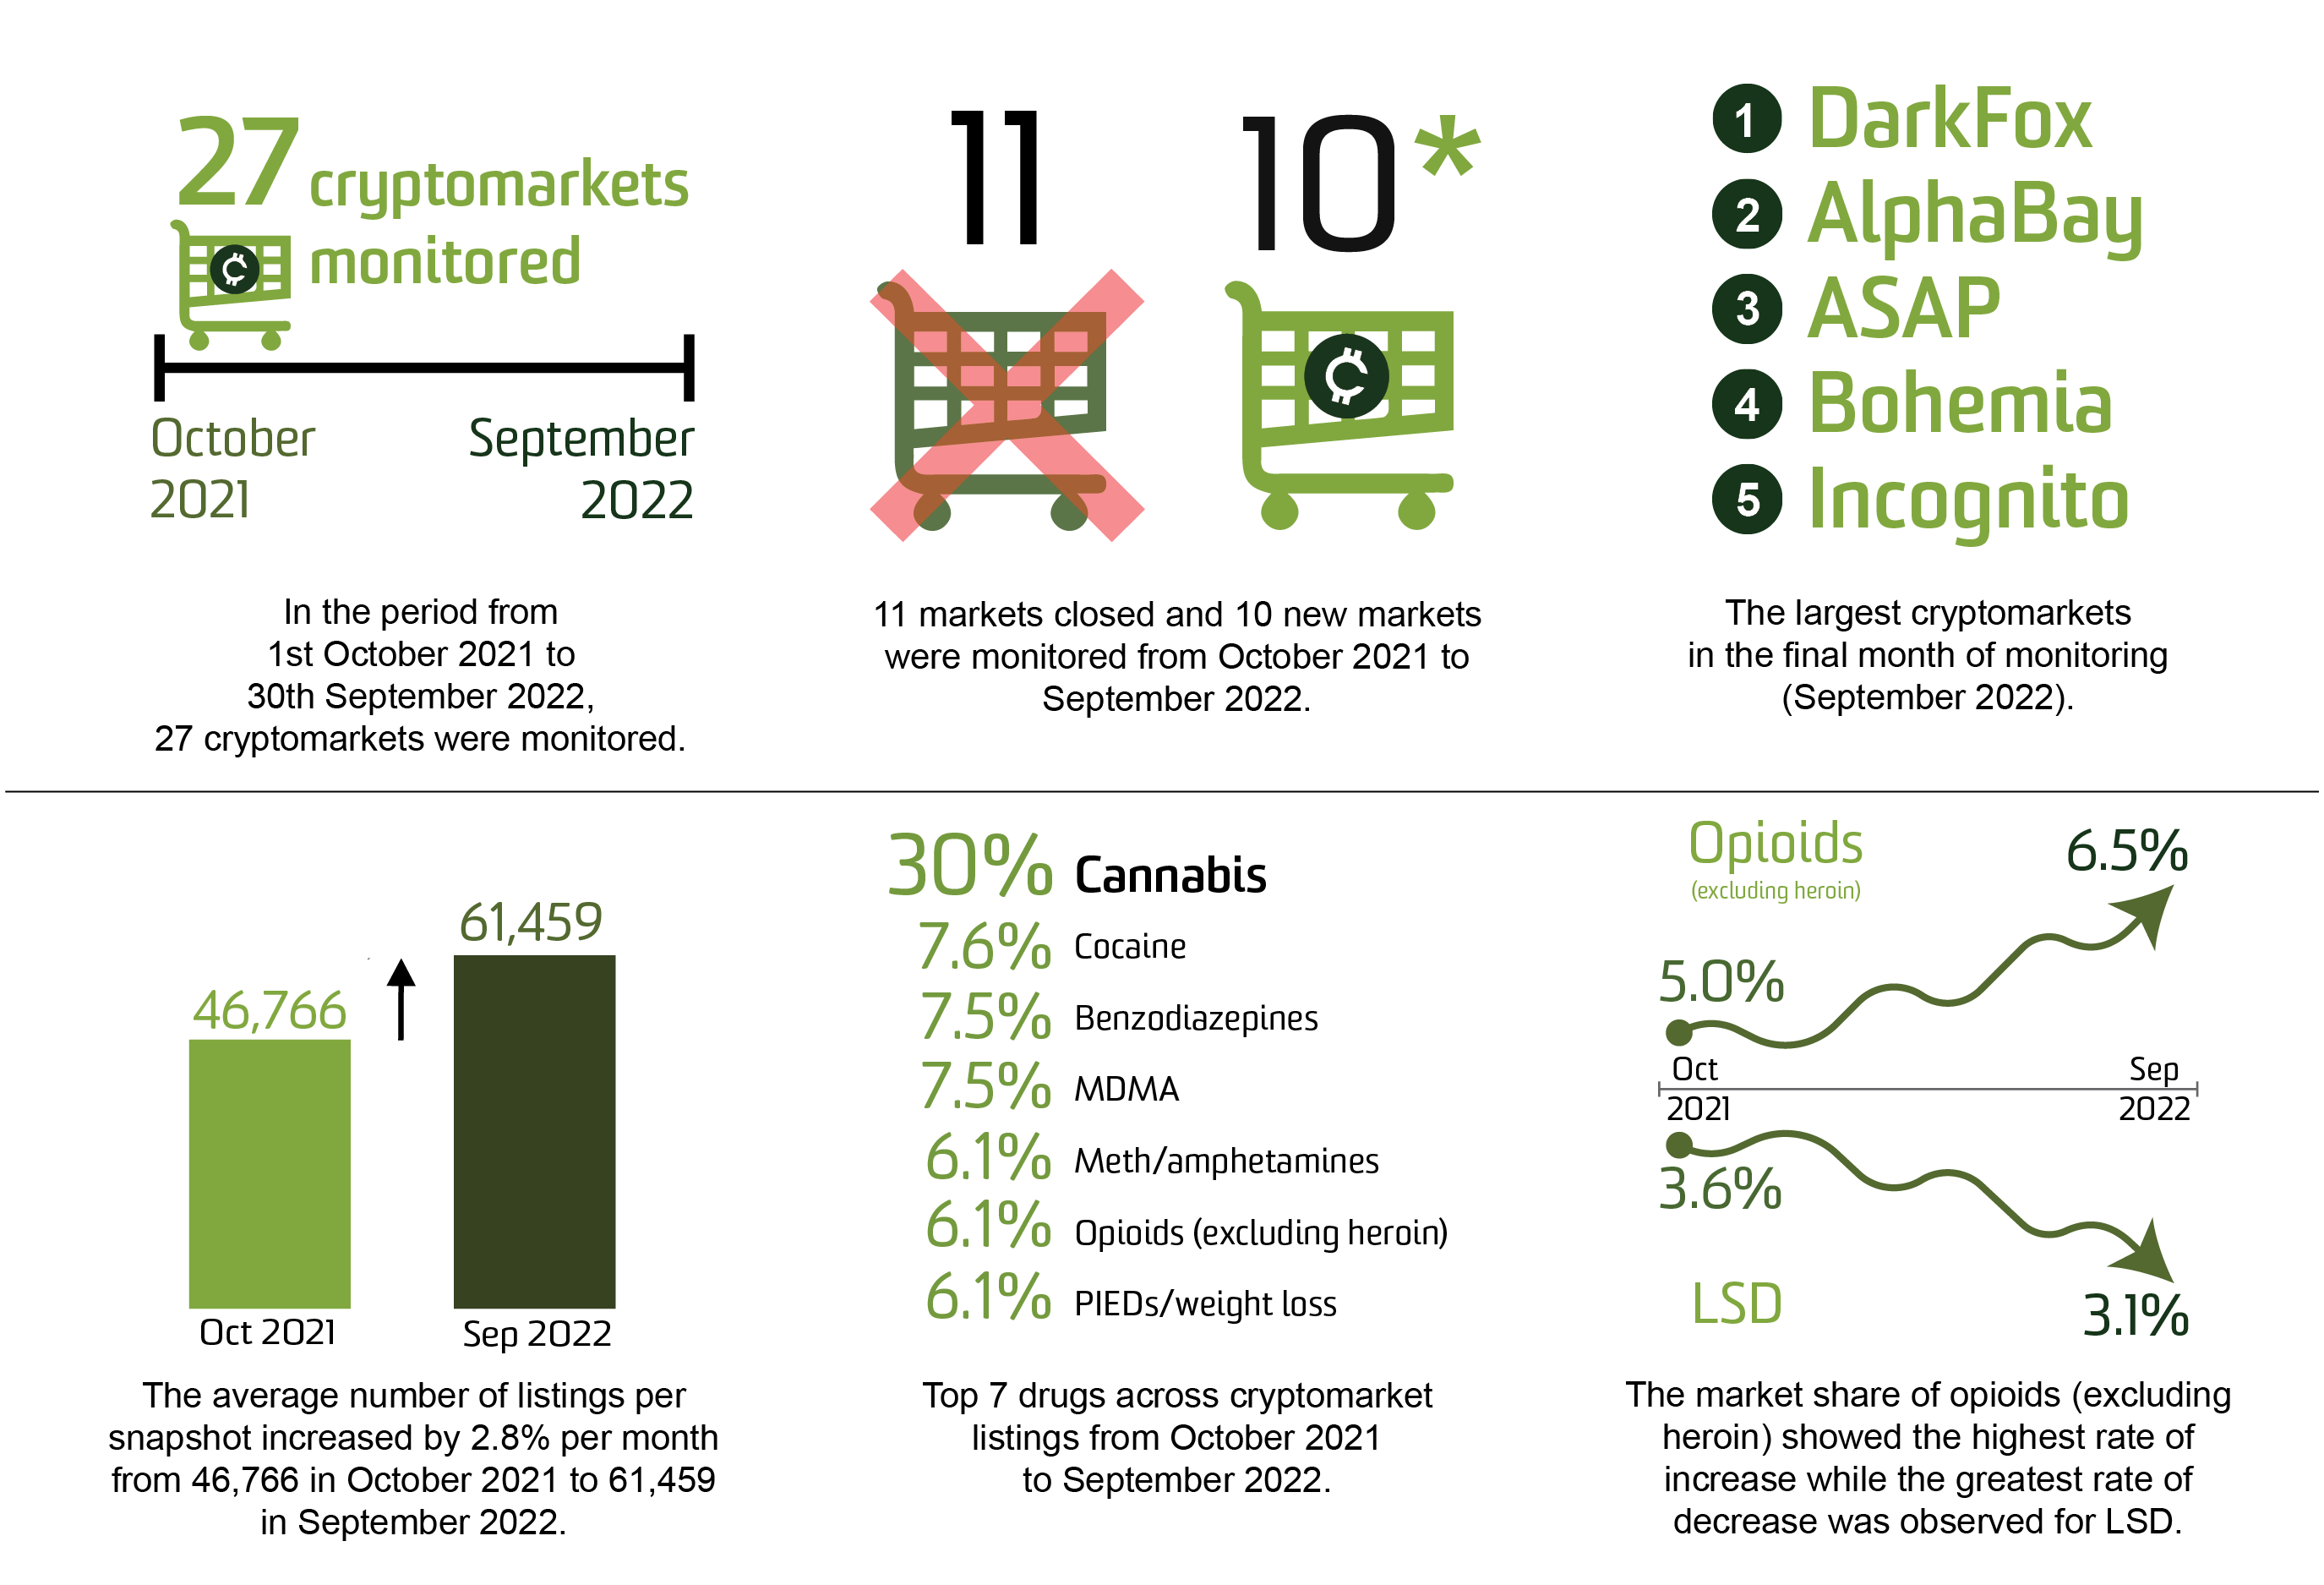 27 cryptomarkets
monitored
October
2021
September
2022
In the period from
1st October 2021 to
30th September 2022,
27 cryptomarkets were monitored.
11
10*
11 markets closed and 10 new markets
were monitored from October 2021 to
September 2022.
1 DarkFox
2 AlphaBay
3 ASAP
4 Bohemia
5 Incognito
The largest cryptomarkets
in the final month of monitoring
(September 2022).
46,766
61,459
Oct 2021
Sep 2022
The average number of listings per
snapshot increased by 2.8% per month
from 46,766 in October 2021 to 61,459
in September 2022.
30% Cannabis
7.6% Cocaine
7.5% Benzodiazepines
7.5% MDMA
6.1% Meth/amphetamines
6.1% Opioids (excluding heroin)
6.1% PIEDs/weight loss
Top 7 drugs across cryptomarket
listings from October 2021
to September 2022.
Opioids
(excluding heroin)
6.5%
5.0%
Oct
2021
Sep
2022
3.6%
LSD
3.1%
The market share of opioids (excluding
heroin) showed the highest rate of
increase while the greatest rate of
decrease was observed for LSD.